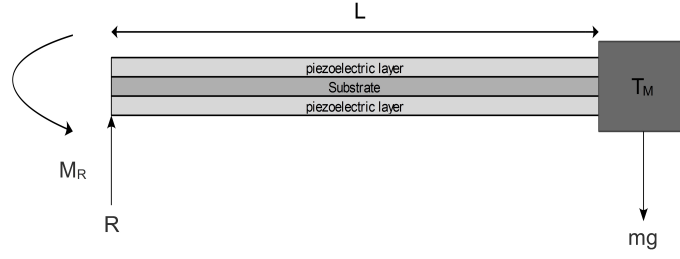 L
piezoelectric layer
Substrate
piezoelectric layer
TM
MR
R
mg